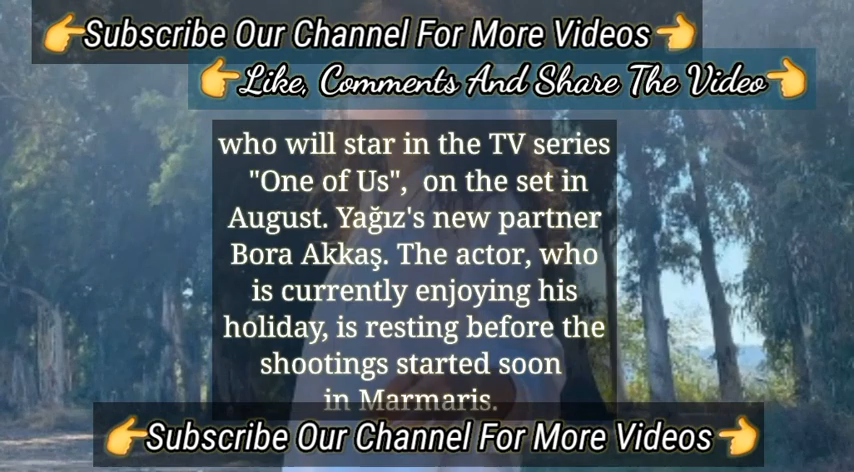 👉Subscribe Our Channel For More Videos👈
👉Like, Comments And Share The Video👈
who will star in the TV series
"One of Us", on the set in
August. Yağız's new partner
Bora Akkaş. The actor, who
is currently enjoying his
holiday, is resting before the
shootings started soon
in Marmaris.
👉Subscribe Our Channel For More Videos👈